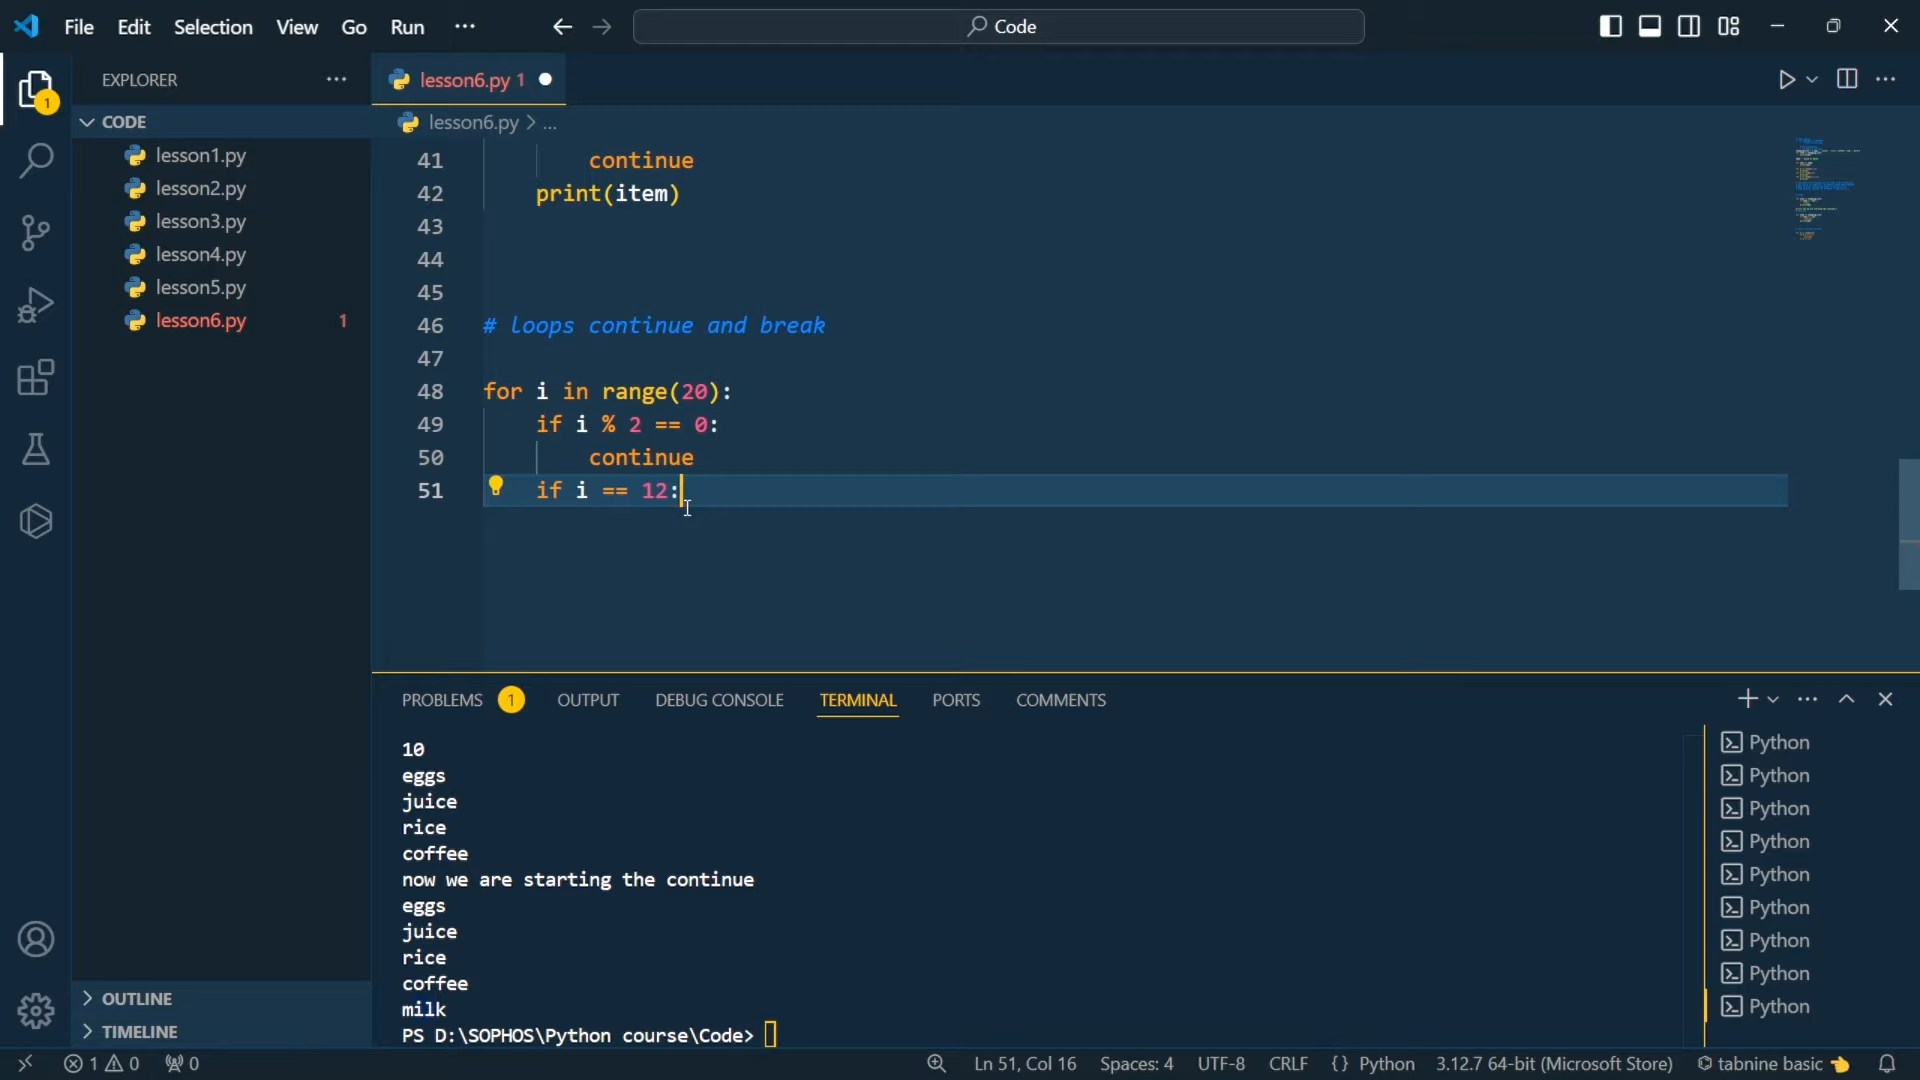 File Edit Selection View Go Run ···
Code
EXPLORER ···
lesson6.py 1
CODE
lesson6.py > ...
1
lesson1.py
lesson2.py
lesson3.py
lesson4.py
lesson5.py
lesson6.py 1
41 continue
42 print(item)
43
44
45
46 # loops continue and break
47
48 for i in range(20):
49 if i % 2 == 0:
50 continue
51 if i == 12:
PROBLEMS 1 OUTPUT DEBUG CONSOLE TERMINAL PORTS COMMENTS
10
eggs
juice
rice
coffee
now we are starting the continue
eggs
juice
rice
coffee
milk
PS D:\SOPHOS\Python course\Code>
Python
Python
Python
Python
Python
Python
Python
Python
Python
OUTLINE
TIMELINE
1 0 0 Ln 51, Col 16 Spaces: 4 UTF-8 CRLF {} Python 3.12.7 64-bit (Microsoft Store) tabnine basic